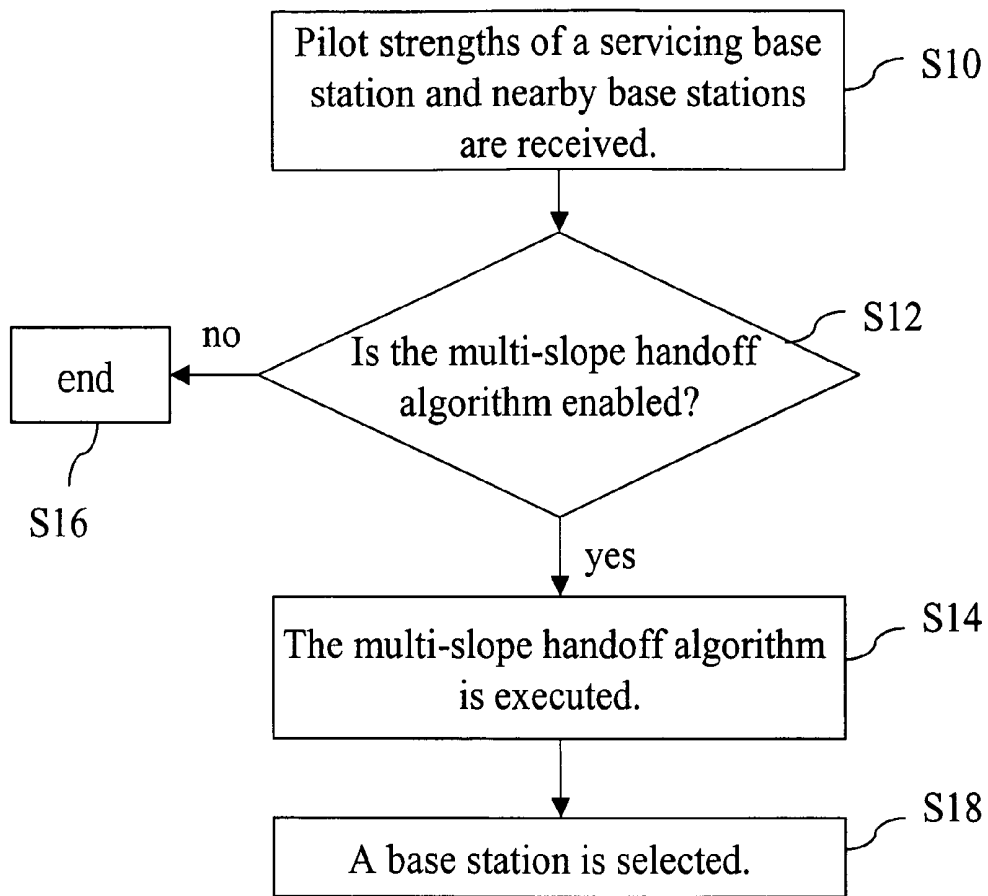 Pilot strengths of a servicing base
station and nearby base stations
are received.
S10
S12
Is the multi-slope handoff
algorithm enabled?
no
end
S16
yes
S14
The multi-slope handoff algorithm
is executed.
S18
A base station is selected.